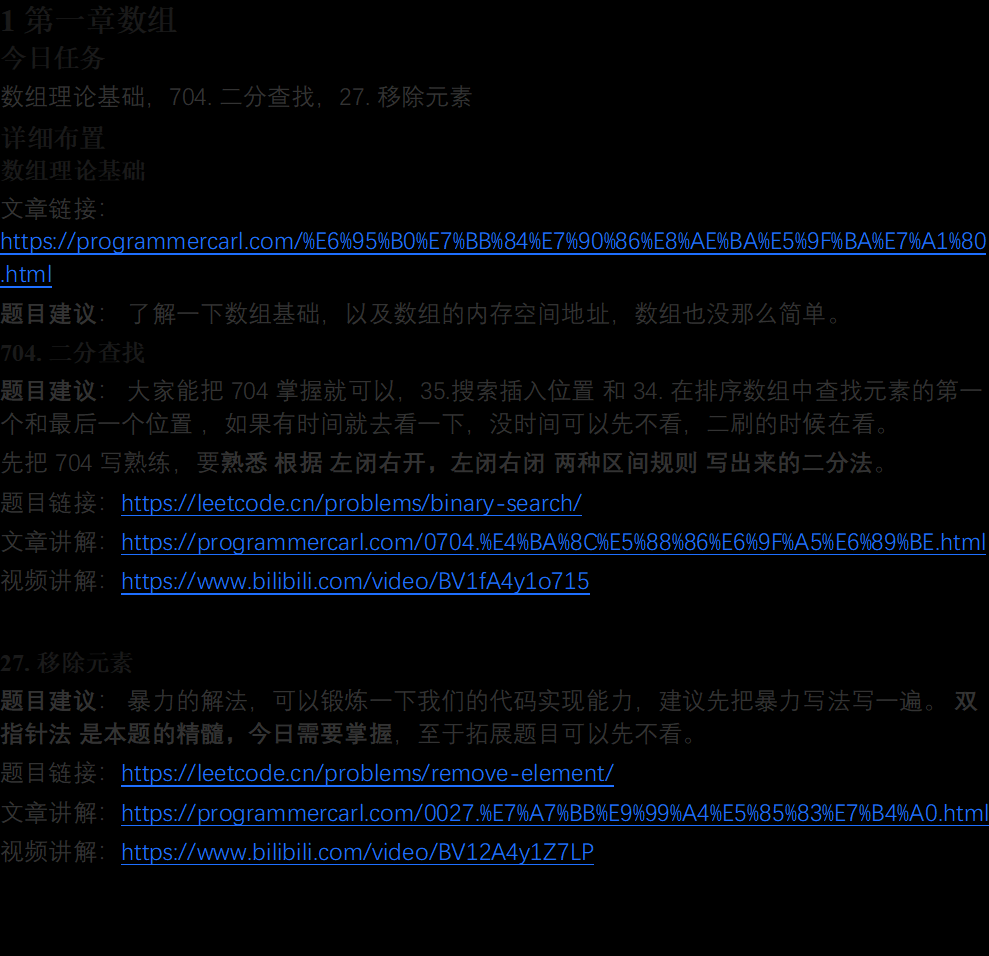 1 第一章数组
今日任务
数组理论基础，704. 二分查找，27. 移除元素
详细布置
数组理论基础
文章链接：
https://programmercarl.com/%E6%95%B0%E7%BB%84%E7%90%86%E8%AE%BA%E5%9F%BA%E7%A1%80
.html
题目建议： 了解一下数组基础，以及数组的内存空间地址，数组也没那么简单。
704. 二分查找
题目建议： 大家能把 704 掌握就可以，35.搜索插入位置 和 34. 在排序数组中查找元素的第一
个和最后一个位置 ，如果有时间就去看一下，没时间可以先不看，二刷的时候在看。
先把 704 写熟练，要熟悉 根据 左闭右开，左闭右闭 两种区间规则 写出来的二分法。
题目链接：https://leetcode.cn/problems/binary-search/
文章讲解：https://programmercarl.com/0704.%E4%BA%8C%E5%88%86%E6%9F%A5%E6%89%BE.html
视频讲解：https://www.bilibili.com/video/BV1fA4y1o715
27. 移除元素
题目建议： 暴力的解法，可以锻炼一下我们的代码实现能力，建议先把暴力写法写一遍。 双
指针法 是本题的精髓，今日需要掌握，至于拓展题目可以先不看。
题目链接：https://leetcode.cn/problems/remove-element/
文章讲解：https://programmercarl.com/0027.%E7%A7%BB%E9%99%A4%E5%85%83%E7%B4%A0.html
视频讲解：https://www.bilibili.com/video/BV12A4y1Z7LP